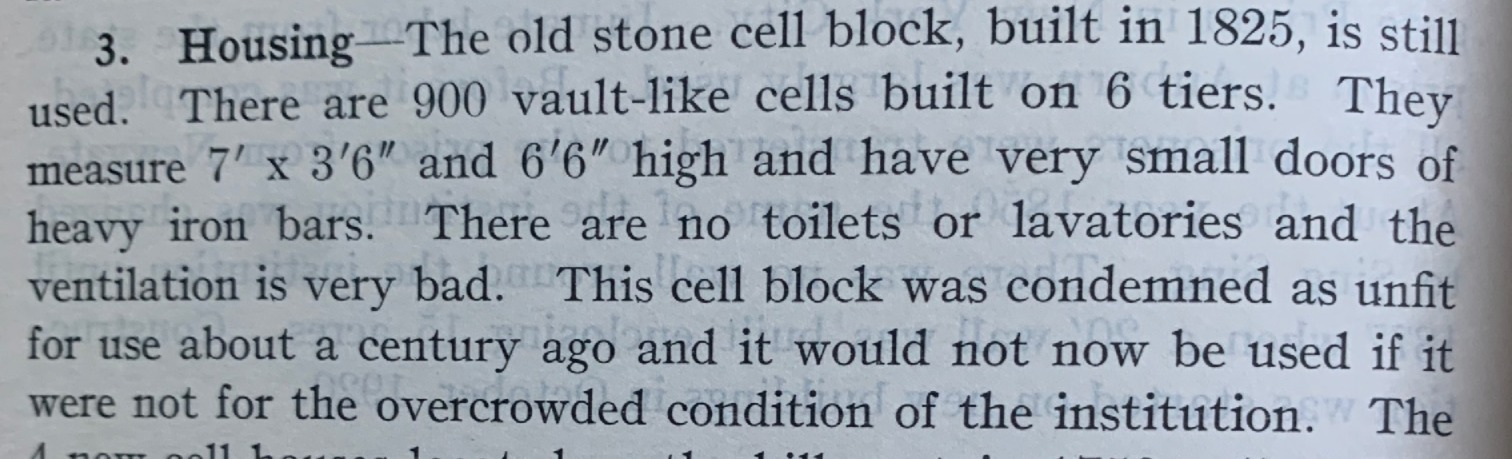 3. Housing—The old stone cell block, built in 1825, is still
used. There are 900 vault-like cells built on 6 tiers. They
measure 7′ x 3′6″ and 6′6″ high and have very small doors of
heavy iron bars. There are no toilets or lavatories and the
ventilation is very bad. This cell block was condemned as unfit
for use about a century ago and it would not now be used if it
were not for the overcrowded condition of the institution. The